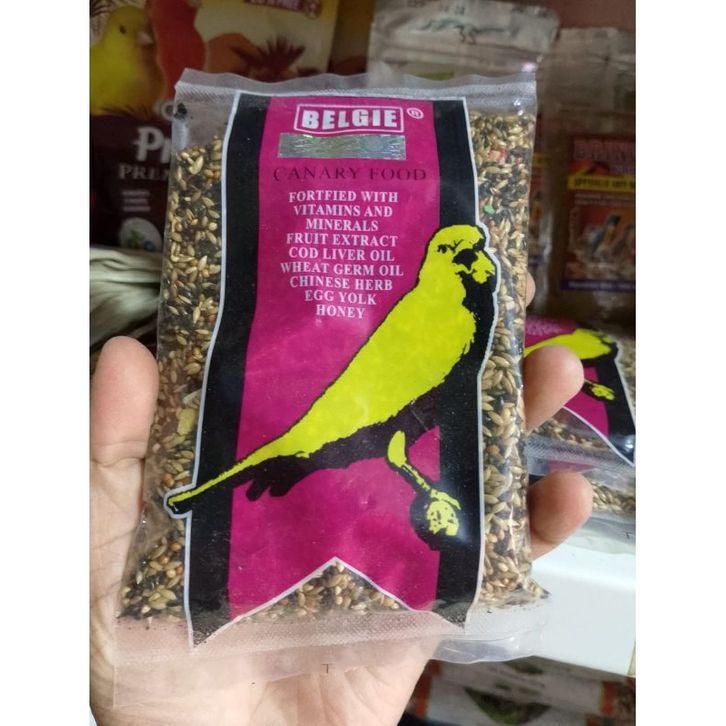 BELGIE ®
CANARY FOOD
FORTFIED WITH
VITAMINS AND
MINERALS
FRUIT EXTRACT
COD LIVER OIL
WHEAT GERM OIL
CHINESE HERB
EGG YOLK
HONEY